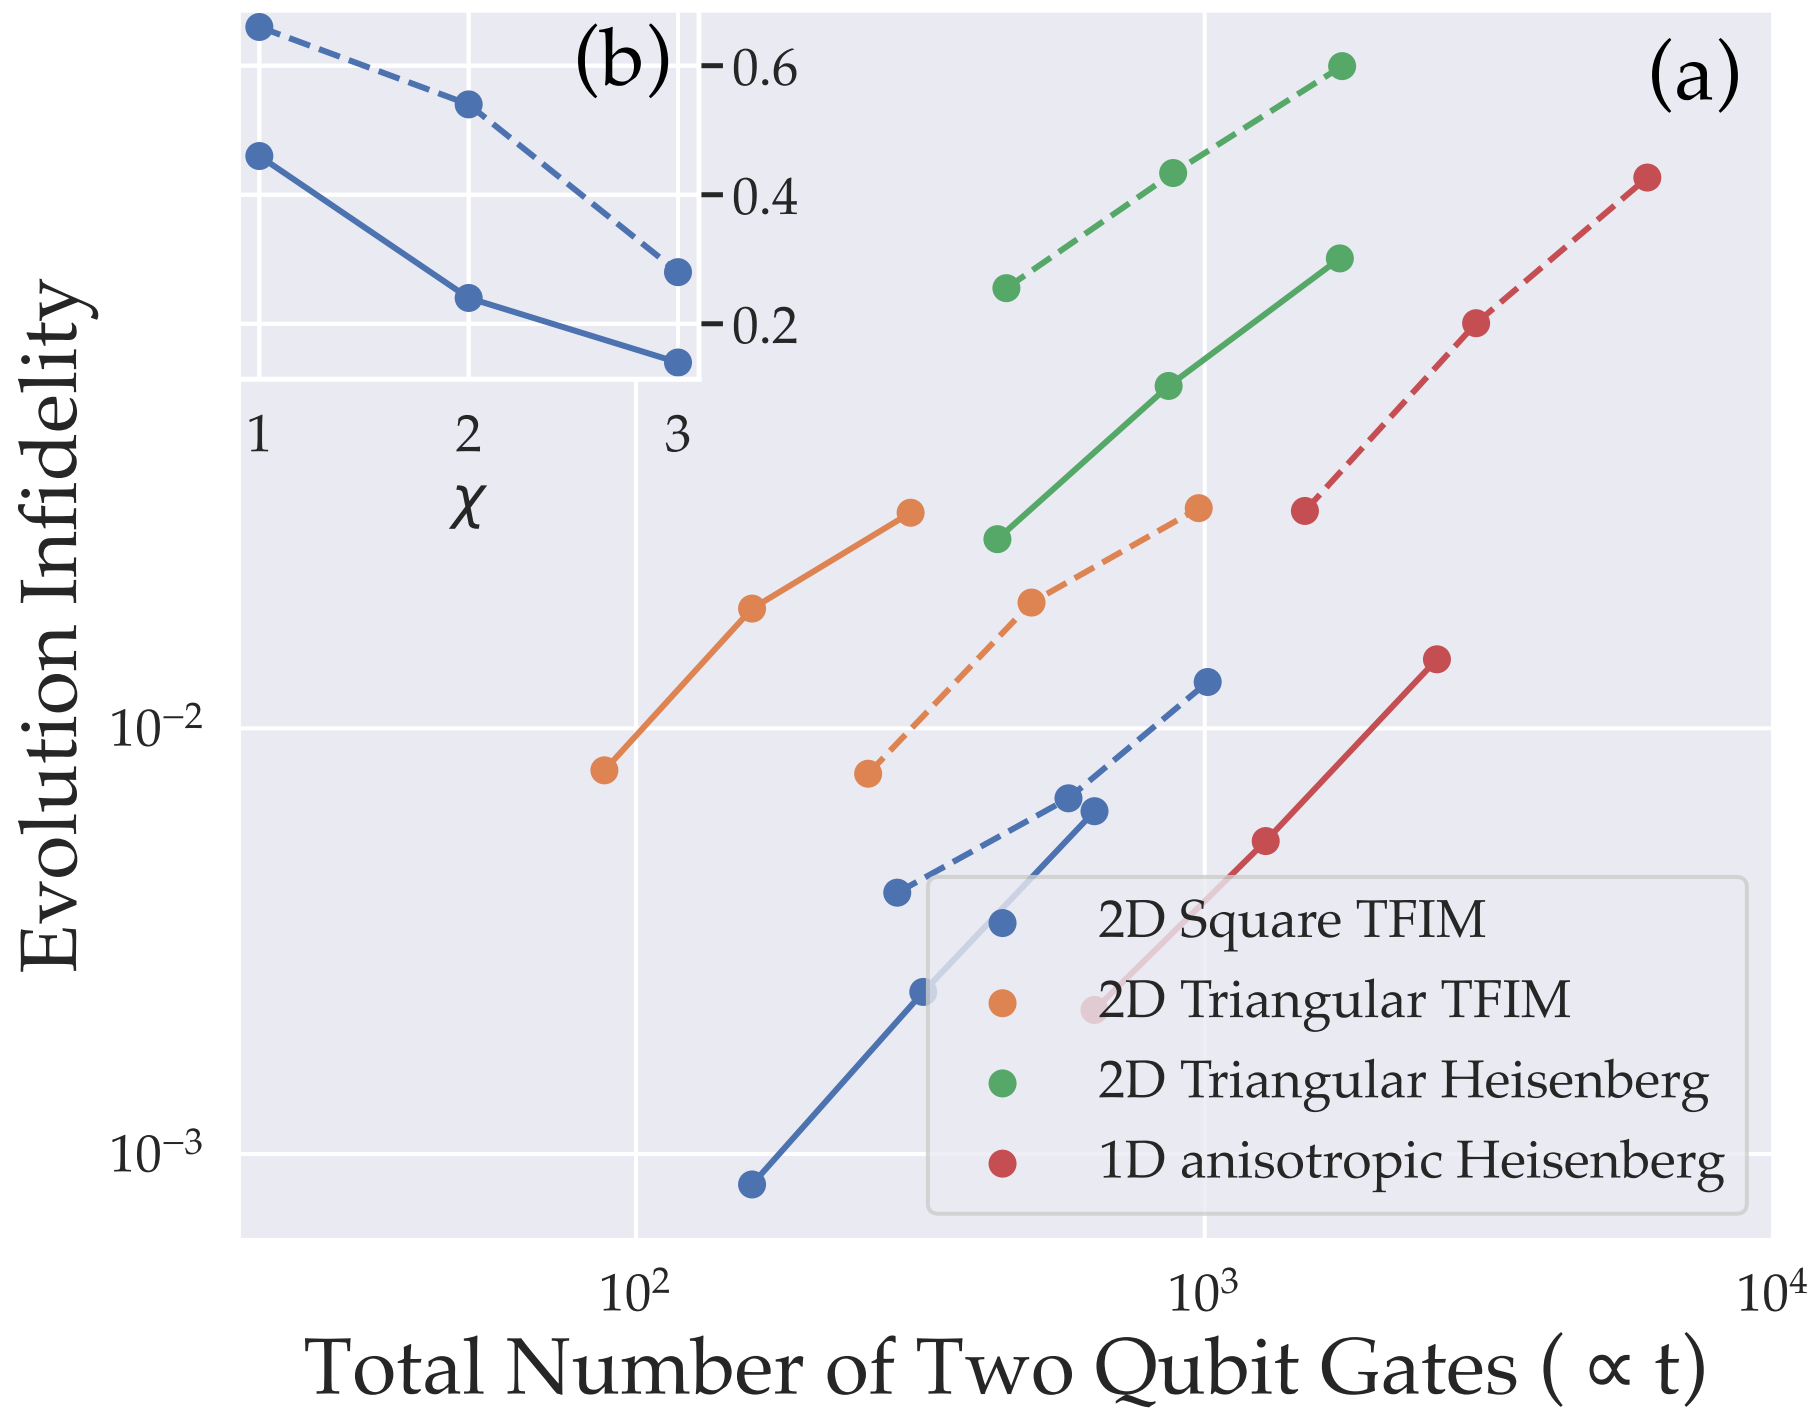 (b)
(a)
0.6
0.4
0.2
1 2 3
χ
Evolution Infidelity
10⁻²
10⁻³
2D Square TFIM
2D Triangular TFIM
2D Triangular Heisenberg
1D anisotropic Heisenberg
10² 10³ 10⁴
Total Number of Two Qubit Gates ( ∝ t)